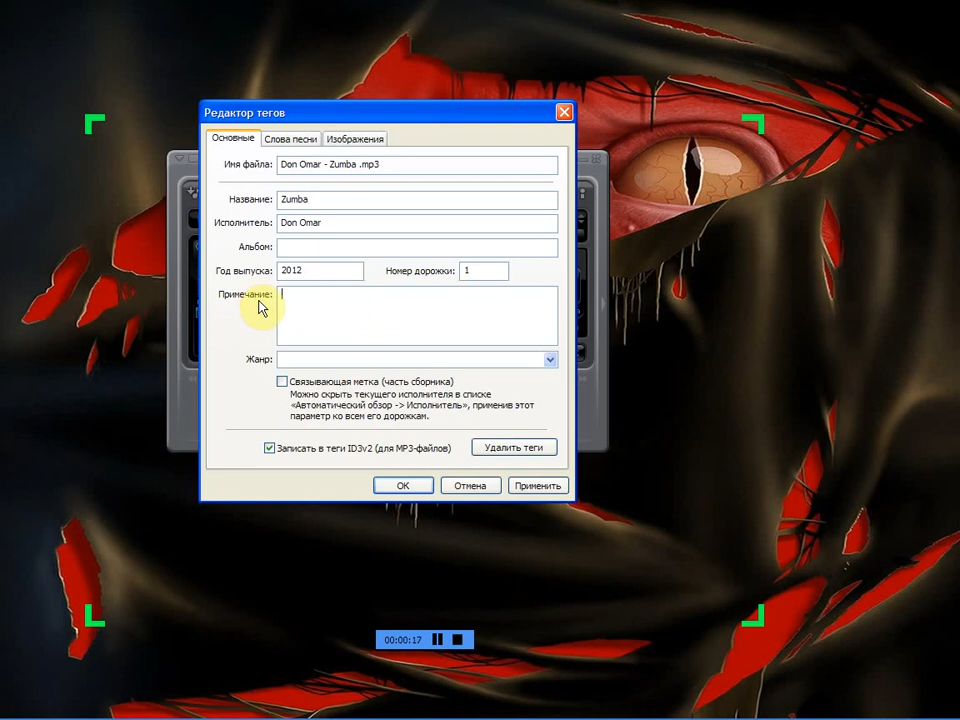 Редактор тегов
Основные Слова песни Изображения
Имя файла: Don Omar - Zumba .mp3
Название: Zumba
Исполнитель: Don Omar
Альбом:
Год выпуска: 2012 Номер дорожки: 1
Примечание:
Жанр:
Связывающая метка (часть сборника)
Можно скрыть текущего исполнителя в списке
«Автоматический обзор -> Исполнитель», применив этот
параметр ко всем его дорожкам.
Записать в теги ID3v2 (для MP3-файлов) Удалить теги
OK Отмена Применить
00:00:17